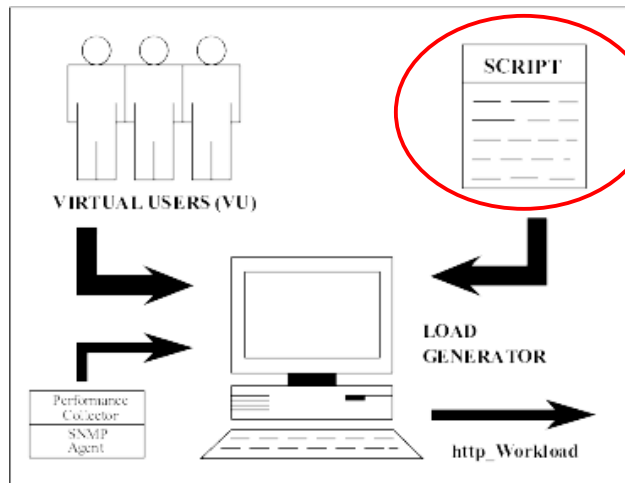 SCRIPT
VIRTUAL USERS (VU)
LOAD
GENERATOR
Performance
Collector
SNMP
Agent
http_Workload